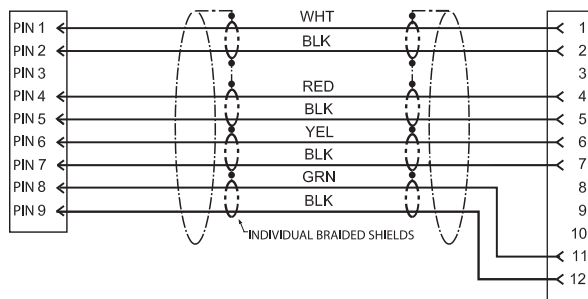 WHT
PIN 1 1
BLK
PIN 2 2
PIN 3 3
RED
PIN 4 4
BLK
PIN 5 5
YEL
PIN 6 6
BLK
PIN 7 7
GRN
PIN 8 8
BLK
PIN 9 9
INDIVIDUAL BRAIDED SHIELDS
10
11
12